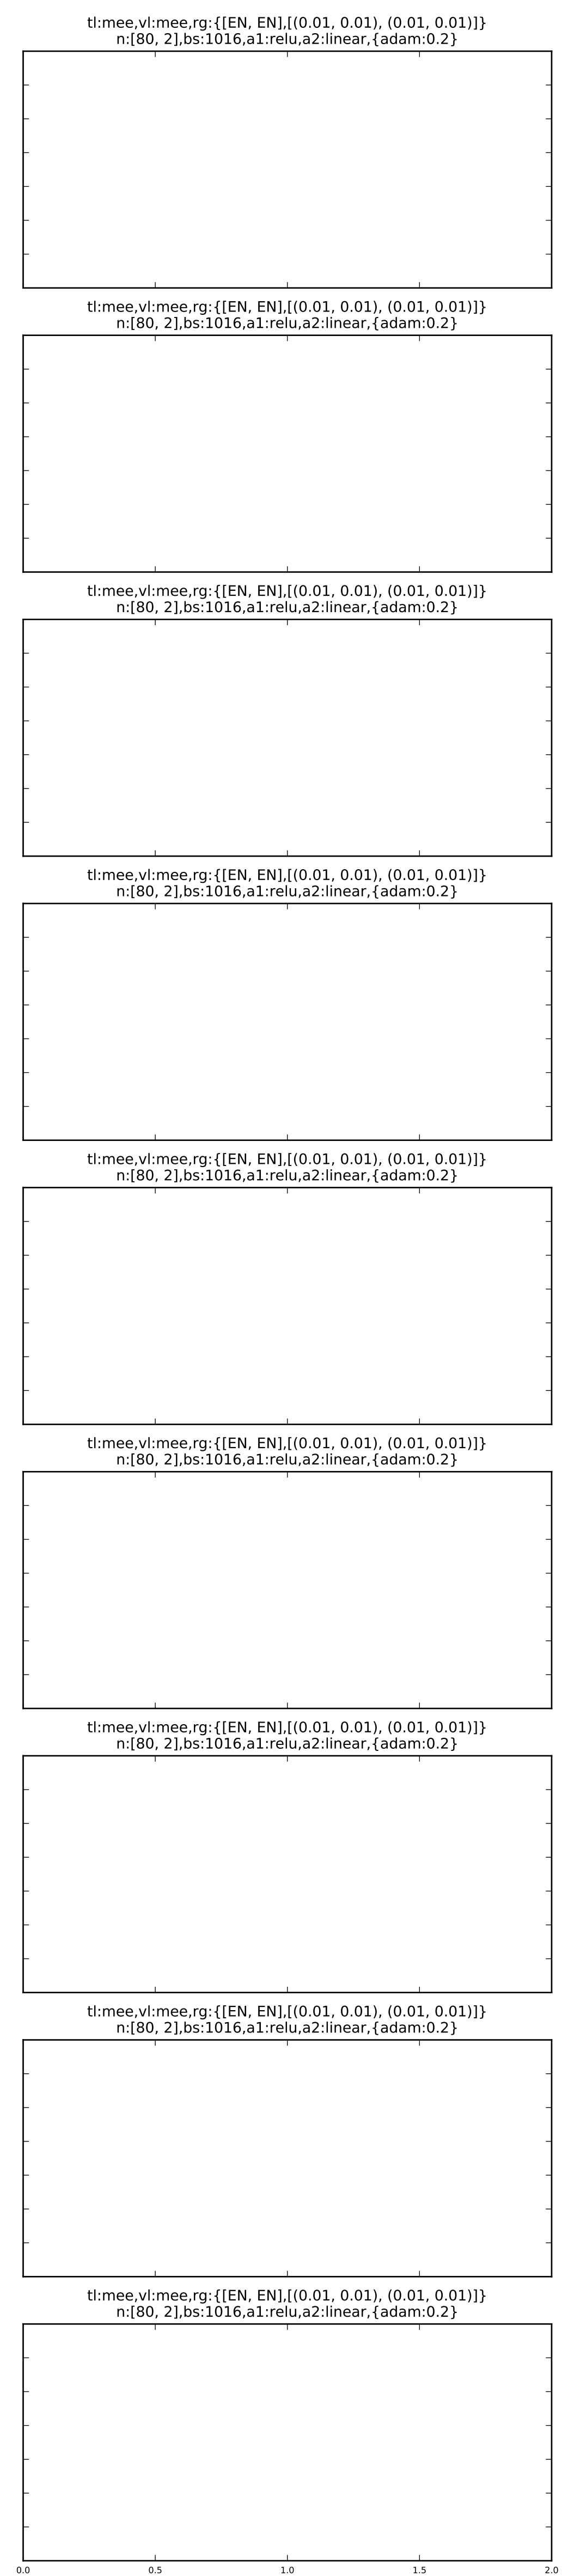 tl:mee,vl:mee,rg:{[EN, EN],[(0.01, 0.01), (0.01, 0.01)]}
n:[80, 2],bs:1016,a1:relu,a2:linear,{adam:0.2}
tl:mee,vl:mee,rg:{[EN, EN],[(0.01, 0.01), (0.01, 0.01)]}
n:[80, 2],bs:1016,a1:relu,a2:linear,{adam:0.2}
tl:mee,vl:mee,rg:{[EN, EN],[(0.01, 0.01), (0.01, 0.01)]}
n:[80, 2],bs:1016,a1:relu,a2:linear,{adam:0.2}
tl:mee,vl:mee,rg:{[EN, EN],[(0.01, 0.01), (0.01, 0.01)]}
n:[80, 2],bs:1016,a1:relu,a2:linear,{adam:0.2}
tl:mee,vl:mee,rg:{[EN, EN],[(0.01, 0.01), (0.01, 0.01)]}
n:[80, 2],bs:1016,a1:relu,a2:linear,{adam:0.2}
tl:mee,vl:mee,rg:{[EN, EN],[(0.01, 0.01), (0.01, 0.01)]}
n:[80, 2],bs:1016,a1:relu,a2:linear,{adam:0.2}
tl:mee,vl:mee,rg:{[EN, EN],[(0.01, 0.01), (0.01, 0.01)]}
n:[80, 2],bs:1016,a1:relu,a2:linear,{adam:0.2}
tl:mee,vl:mee,rg:{[EN, EN],[(0.01, 0.01), (0.01, 0.01)]}
n:[80, 2],bs:1016,a1:relu,a2:linear,{adam:0.2}
tl:mee,vl:mee,rg:{[EN, EN],[(0.01, 0.01), (0.01, 0.01)]}
n:[80, 2],bs:1016,a1:relu,a2:linear,{adam:0.2}
0.0 0.5 1.0 1.5 2.0